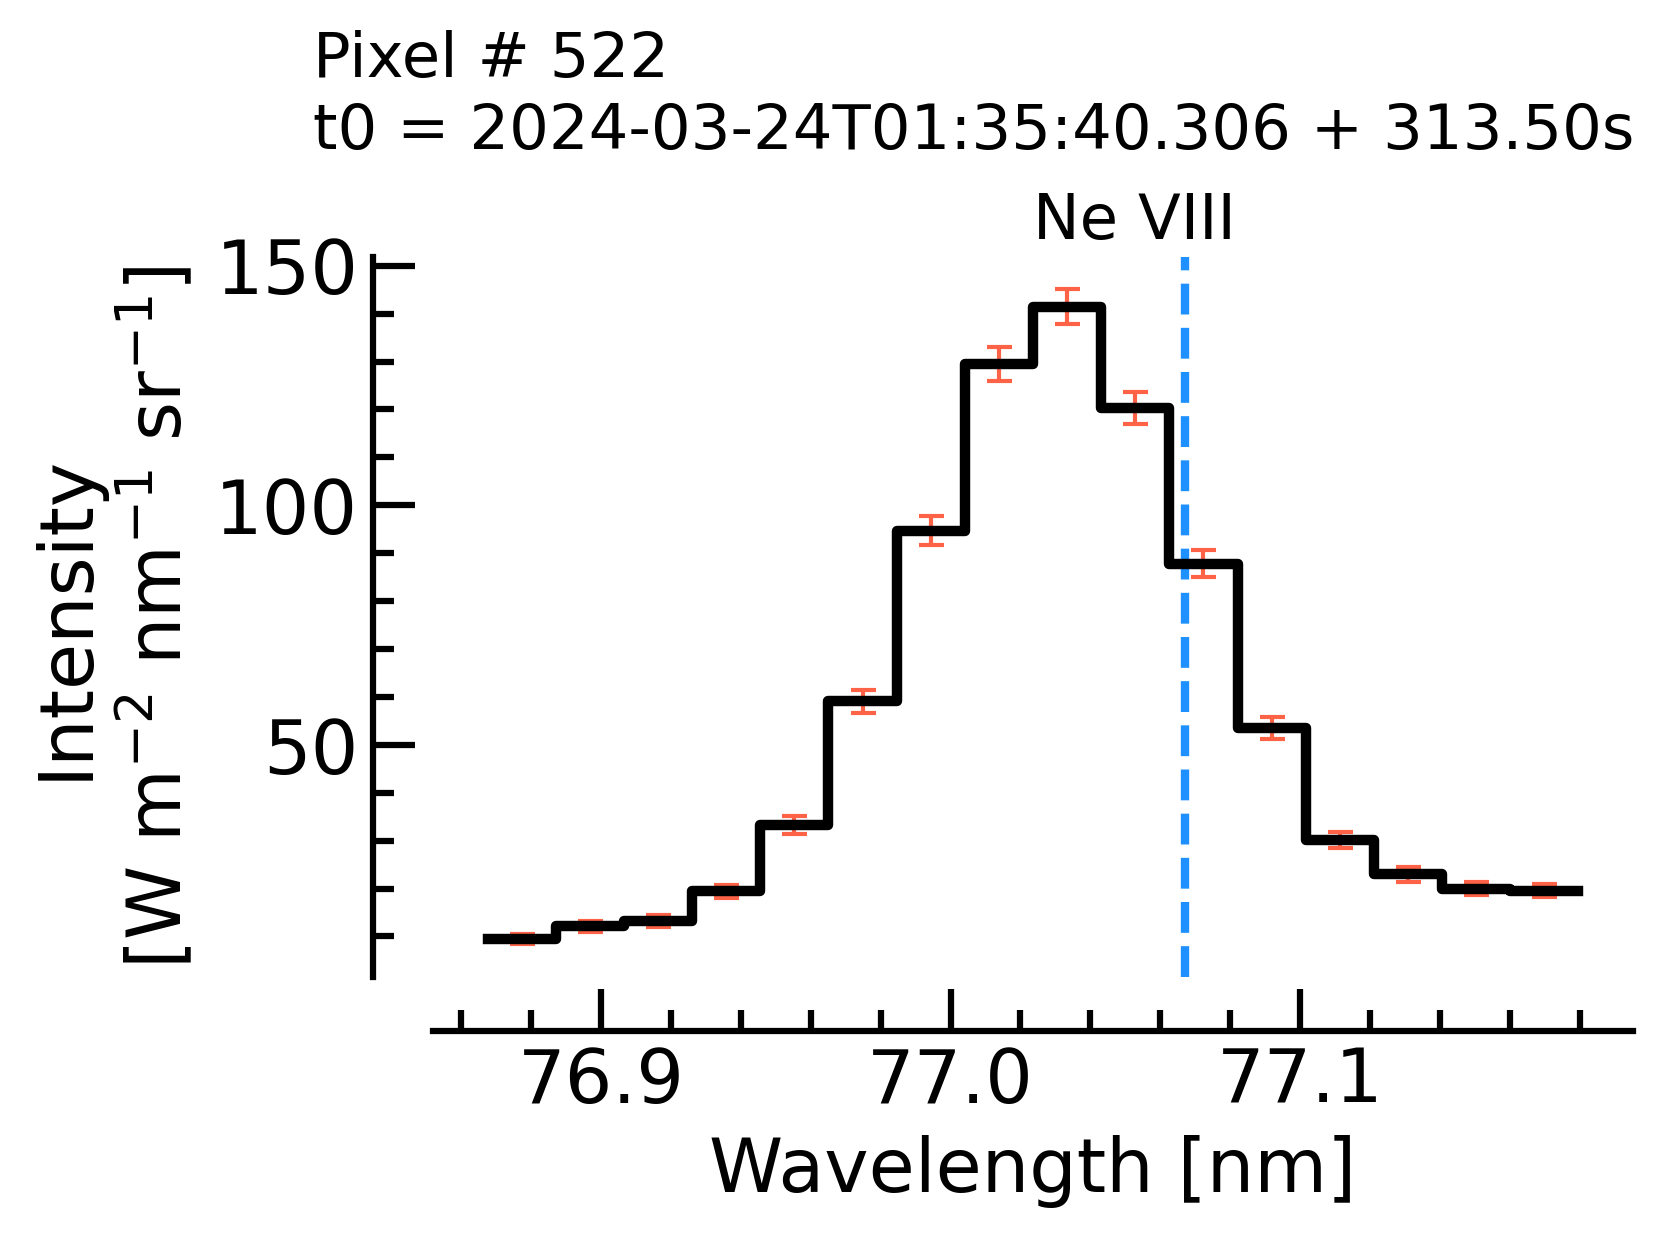 Pixel # 522
t0 = 2024-03-24T01:35:40.306 + 313.50s
Ne VIII
Intensity
[W m⁻² nm⁻¹ sr⁻¹]
150
100
50
76.9 77.0 77.1
Wavelength [nm]